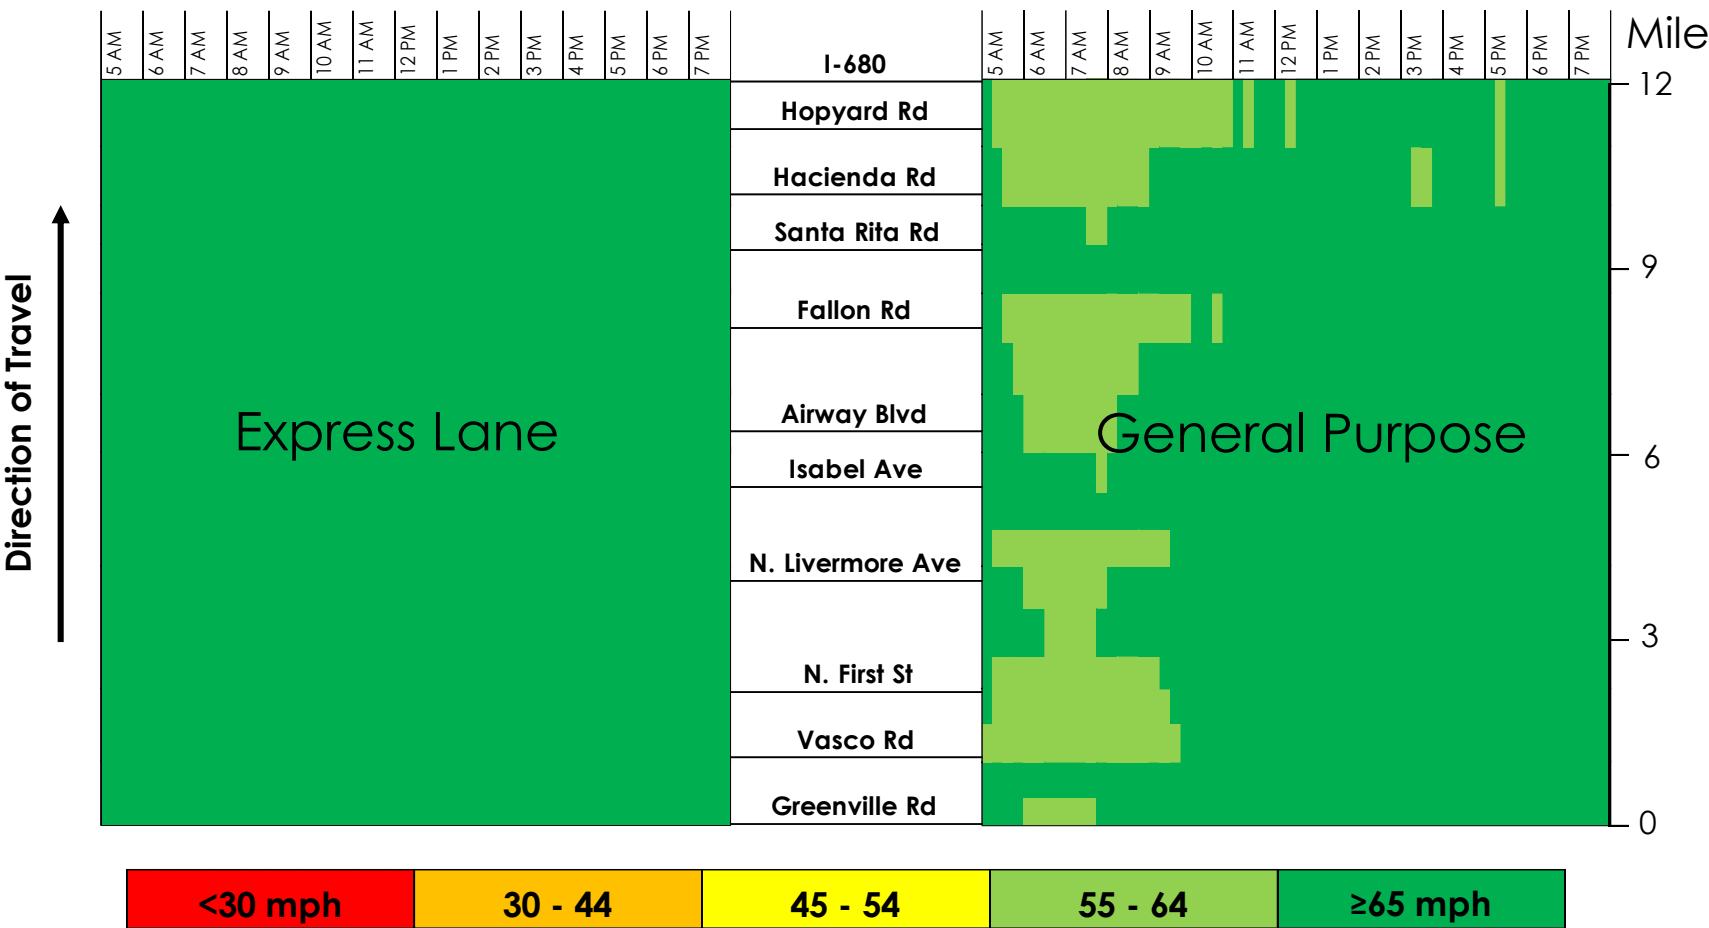 5 AM
6 AM
7 AM
8 AM
9 AM
10 AM
11 AM
12 PM
1 PM
2 PM
3 PM
4 PM
5 PM
6 PM
7 PM
I-680
5 AM
6 AM
7 AM
8 AM
9 AM
10 AM
11 AM
12 PM
1 PM
2 PM
3 PM
4 PM
5 PM
6 PM
7 PM
Mile
12
Hopyard Rd
Hacienda Rd
Santa Rita Rd
9
Fallon Rd
Direction of Travel
Express Lane
Airway Blvd
General Purpose
6
Isabel Ave
N. Livermore Ave
3
N. First St
Vasco Rd
Greenville Rd
0
<30 mph
30 - 44
45 - 54
55 - 64
≥65 mph